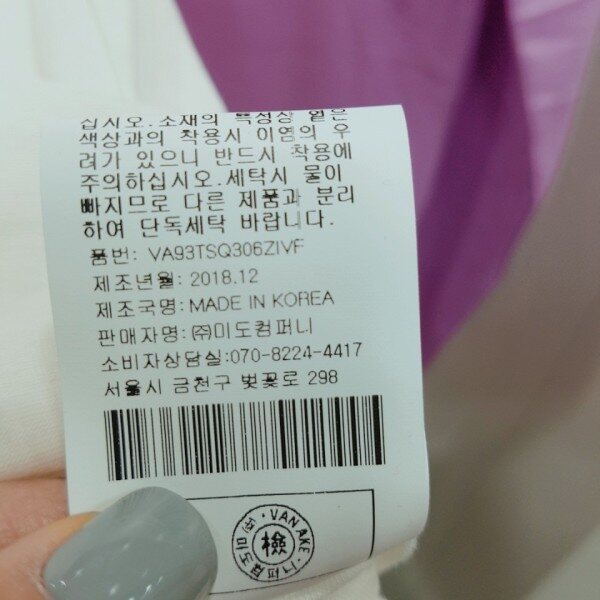 십시오.소재의 특성상 옅은
색상과의 착용시 이염의 우
려가 있으니 반드시 착용에
주의하십시오.세탁시 물이
빠지므로 다른 제품과 분리
하여 단독세탁 바랍니다.
품번: VA93TSQ306ZIVF
제조년월: 2018.12
제조국명: MADE IN KOREA
판매자명: ㈜미도컴퍼니
소비자상담실:070-8224-4417
서울시 금천구 벚꽃로 298
VAN AKE
檢
㈜미도컴퍼니